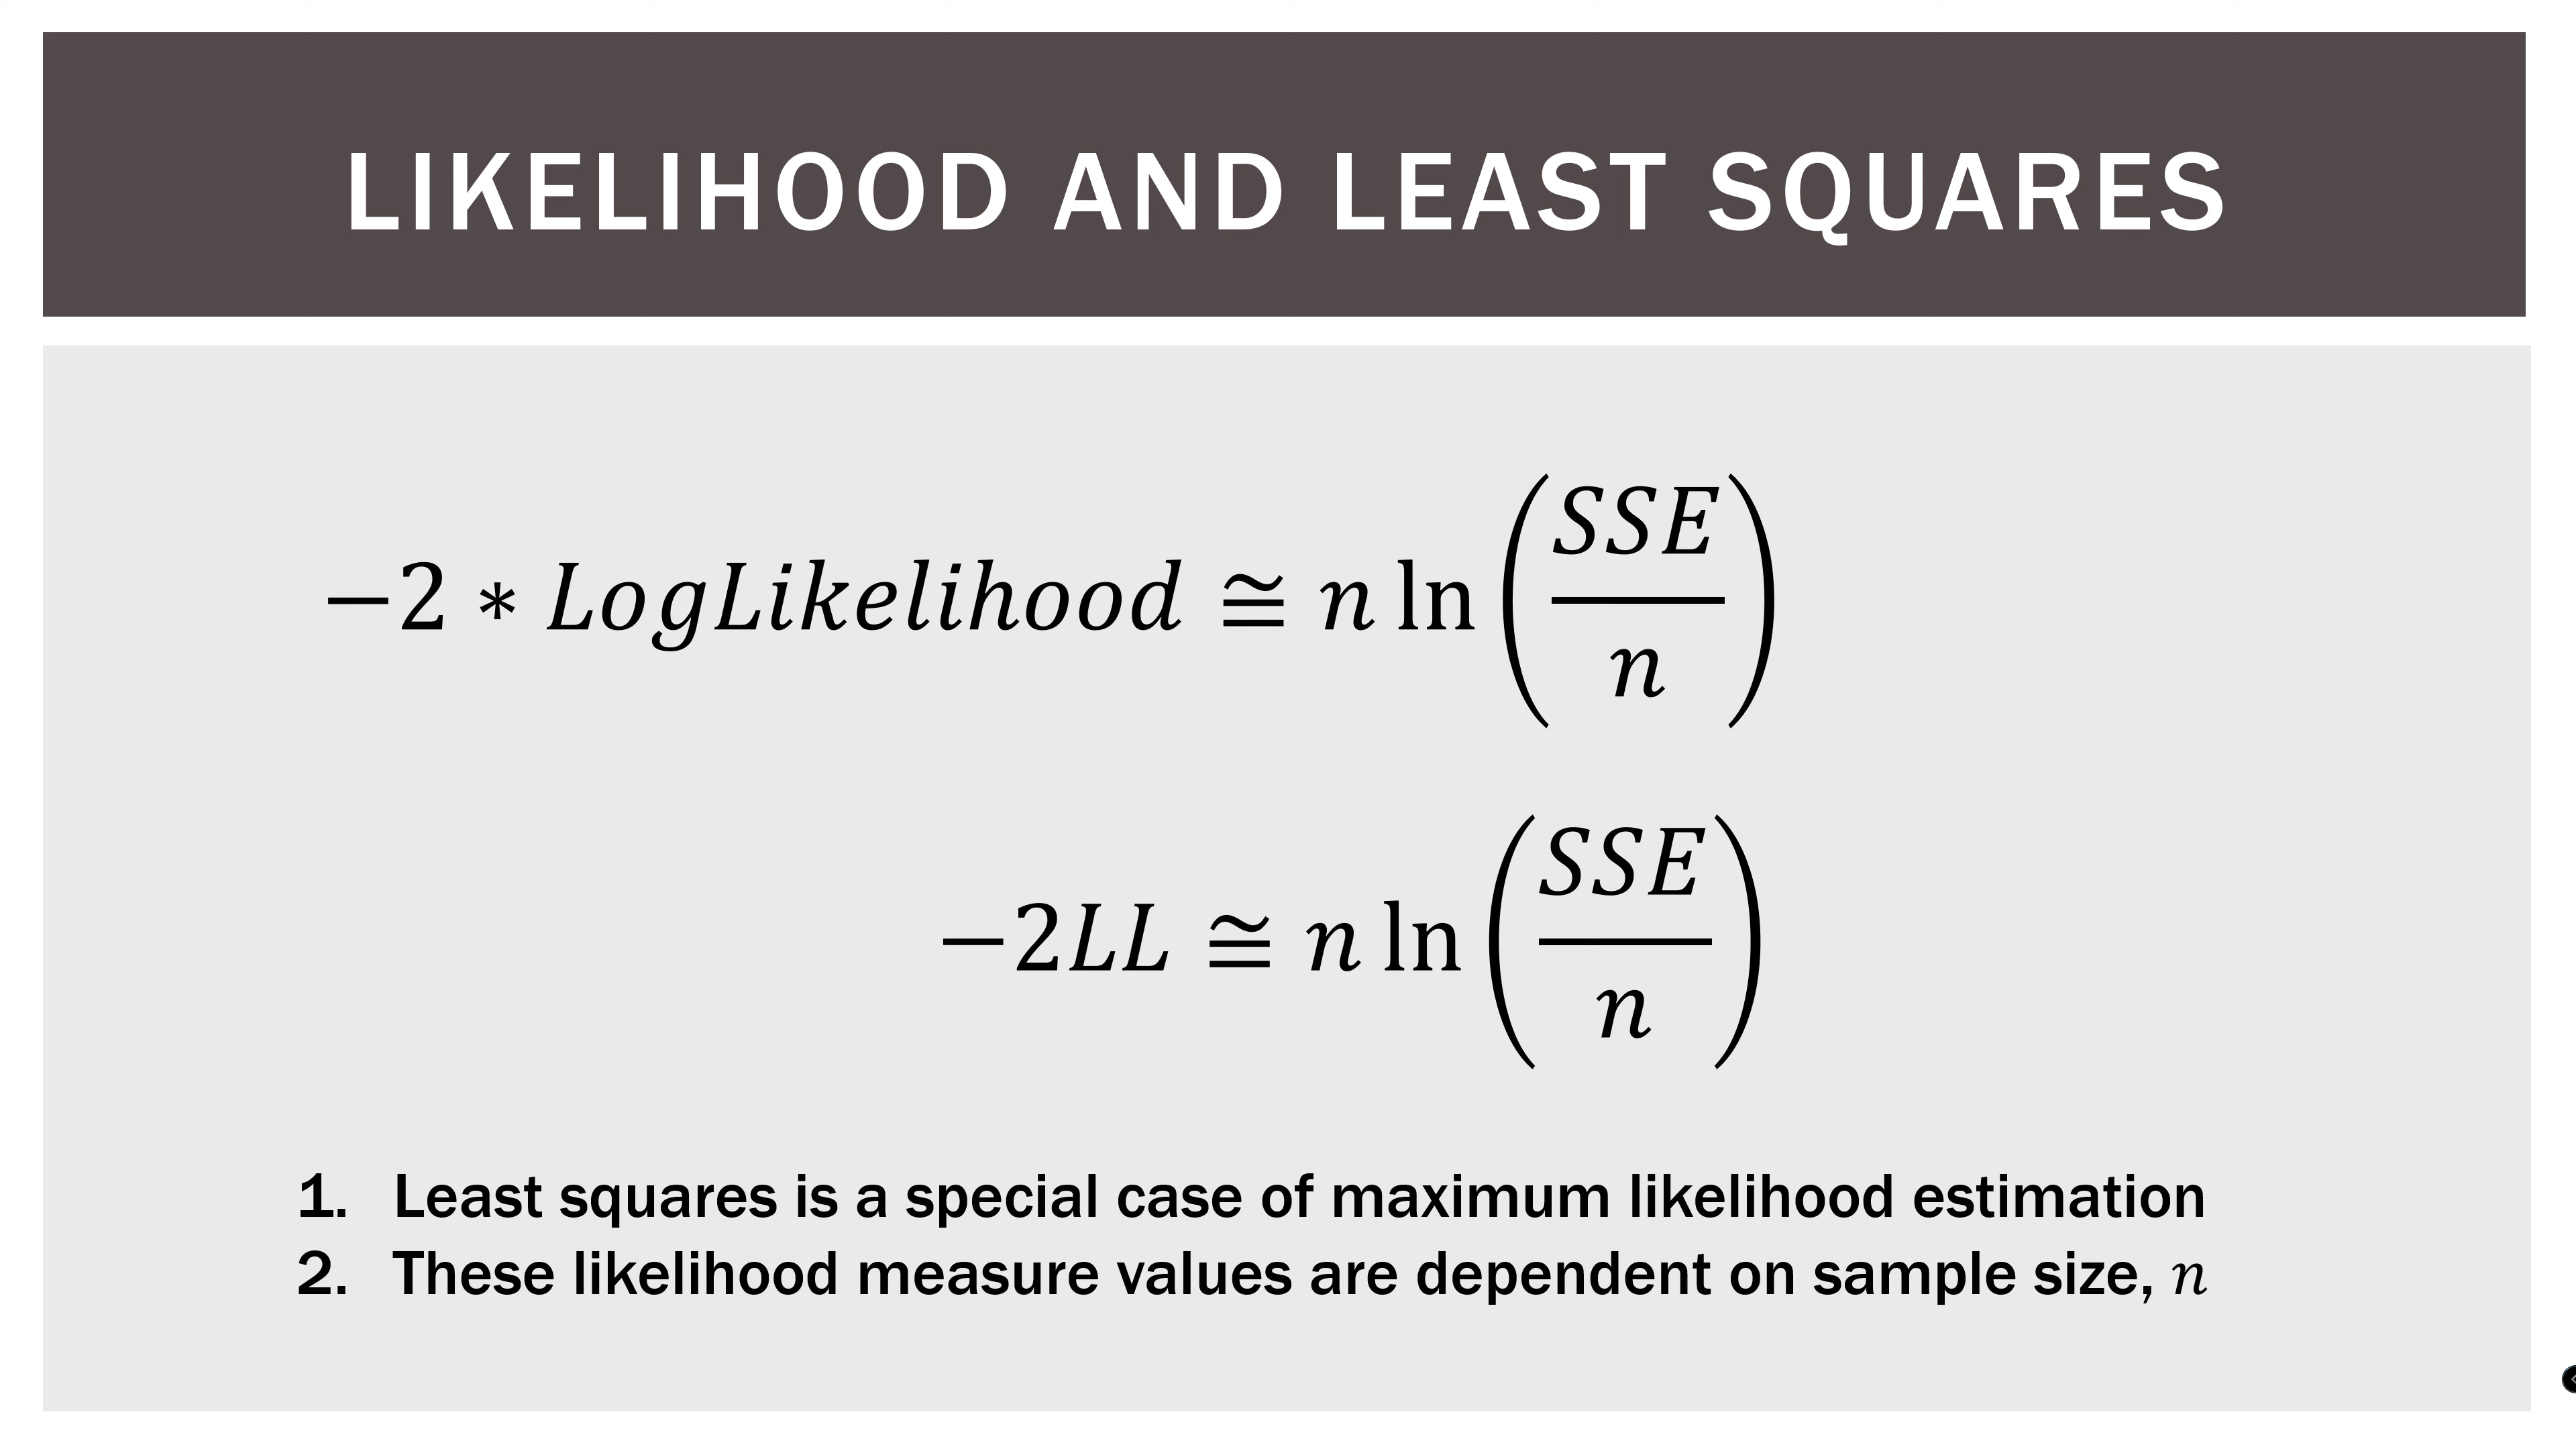 LIKELIHOOD AND LEAST SQUARES
−2 ∗ LogLikelihood ≅ n ln(SSE/n)
−2LL ≅ n ln(SSE/n)
1. Least squares is a special case of maximum likelihood estimation
2. These likelihood measure values are dependent on sample size, n